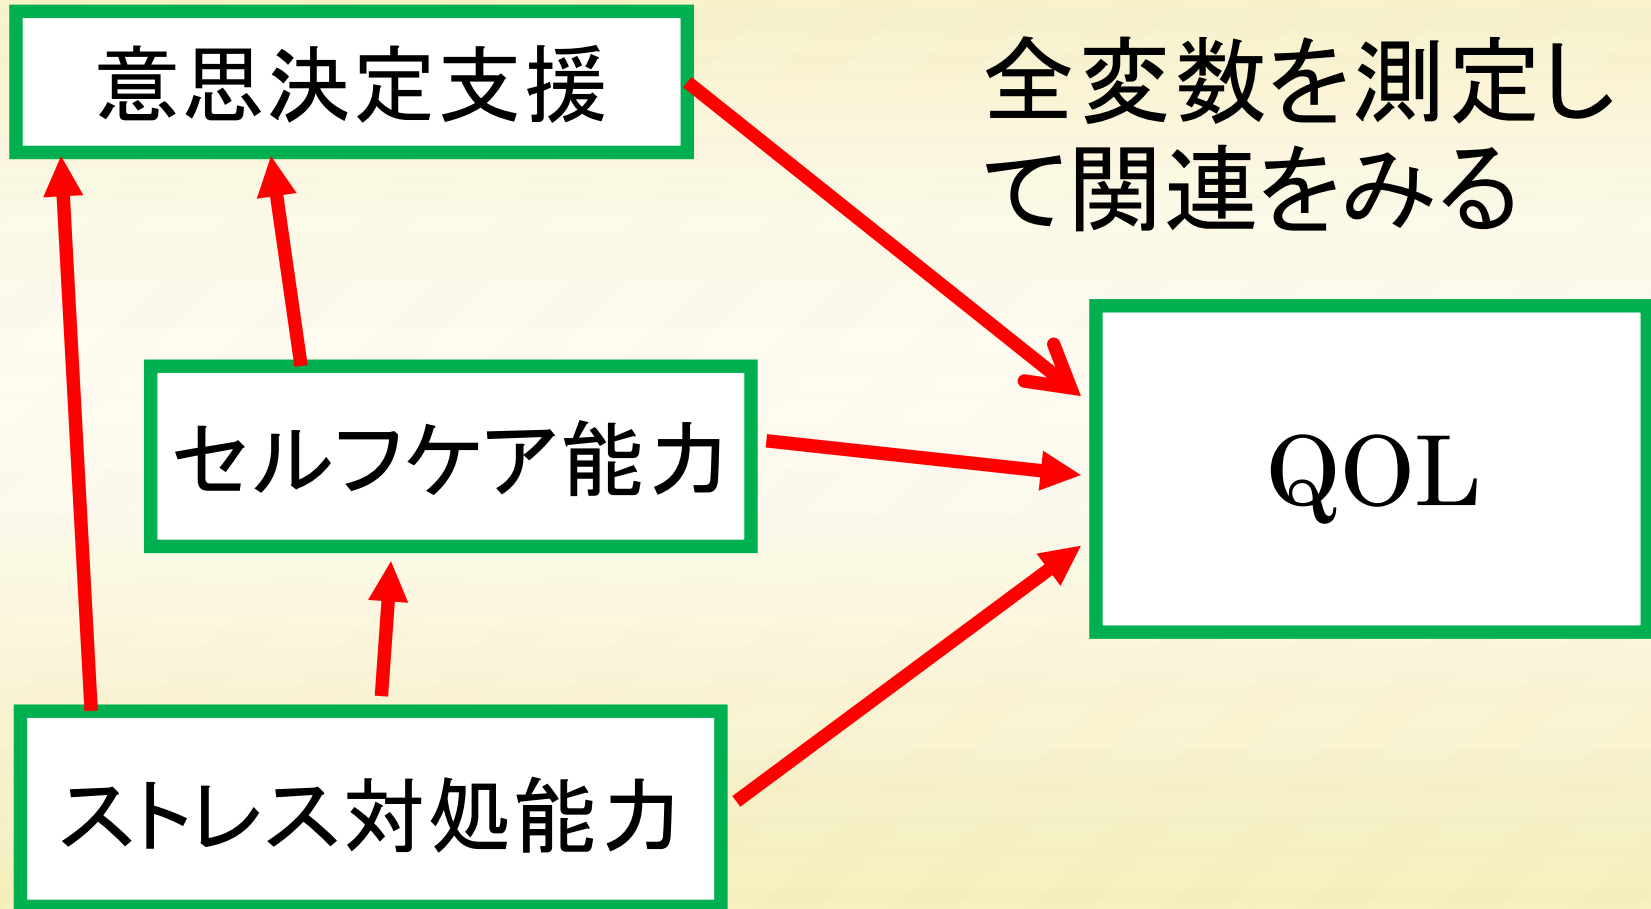 意思決定支援
全変数を測定し
て関連をみる
セルフケア能力
QOL
ストレス対処能力